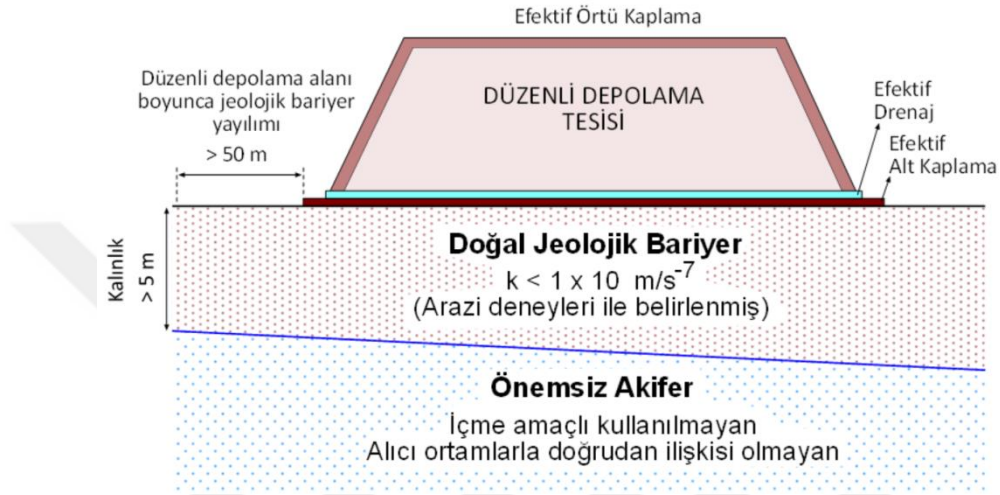 Efektif Örtü Kaplama
Düzenli depolama alanı
boyunca jeolojik bariyer
yayılımı
> 50 m
DÜZENLİ DEPOLAMA
TESİSİ
Efektif
Drenaj
Efektif
Alt Kaplama
Kalınlık
> 5 m
Doğal Jeolojik Bariyer
k < 1 x 10 m/s⁻⁷
(Arazi deneyleri ile belirlenmiş)
Önemsiz Akifer
İçme amaçlı kullanılmayan
Alıcı ortamlarla doğrudan ilişkisi olmayan